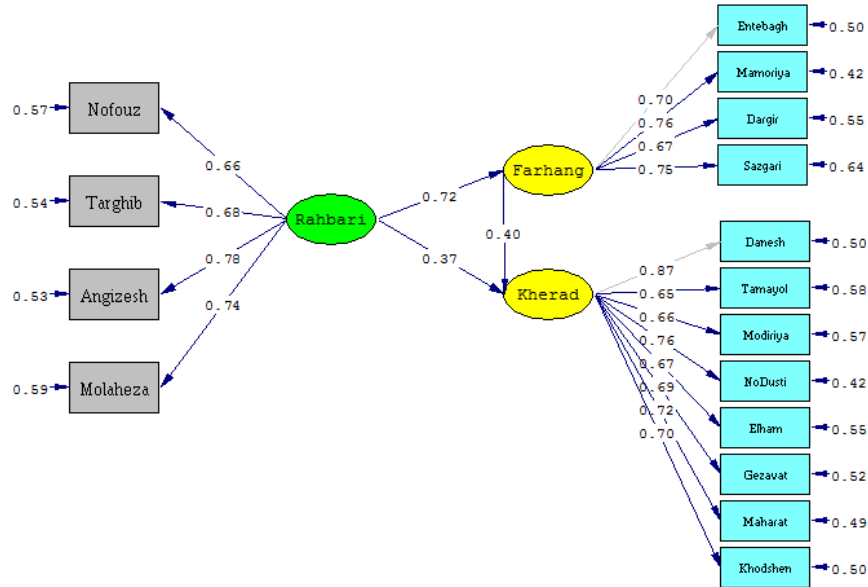 0.57 Nofouz
0.54 Targhib
0.53 Angizesh
0.59 Molaheza
0.66
0.68
0.78
0.74
Rahbari
0.72
0.37
Farhang
0.40
Kherad
0.70
0.76
0.67
0.75
Entebagh 0.50
Mamoriya 0.42
Dargir 0.55
Sazgari 0.64
0.87
0.65
0.66
0.76
0.67
0.69
0.72
0.70
Danesh 0.50
Tamayol 0.58
Modiriya 0.57
NoDusti 0.42
Elham 0.55
Gezavat 0.52
Maharat 0.49
Khodshen 0.50